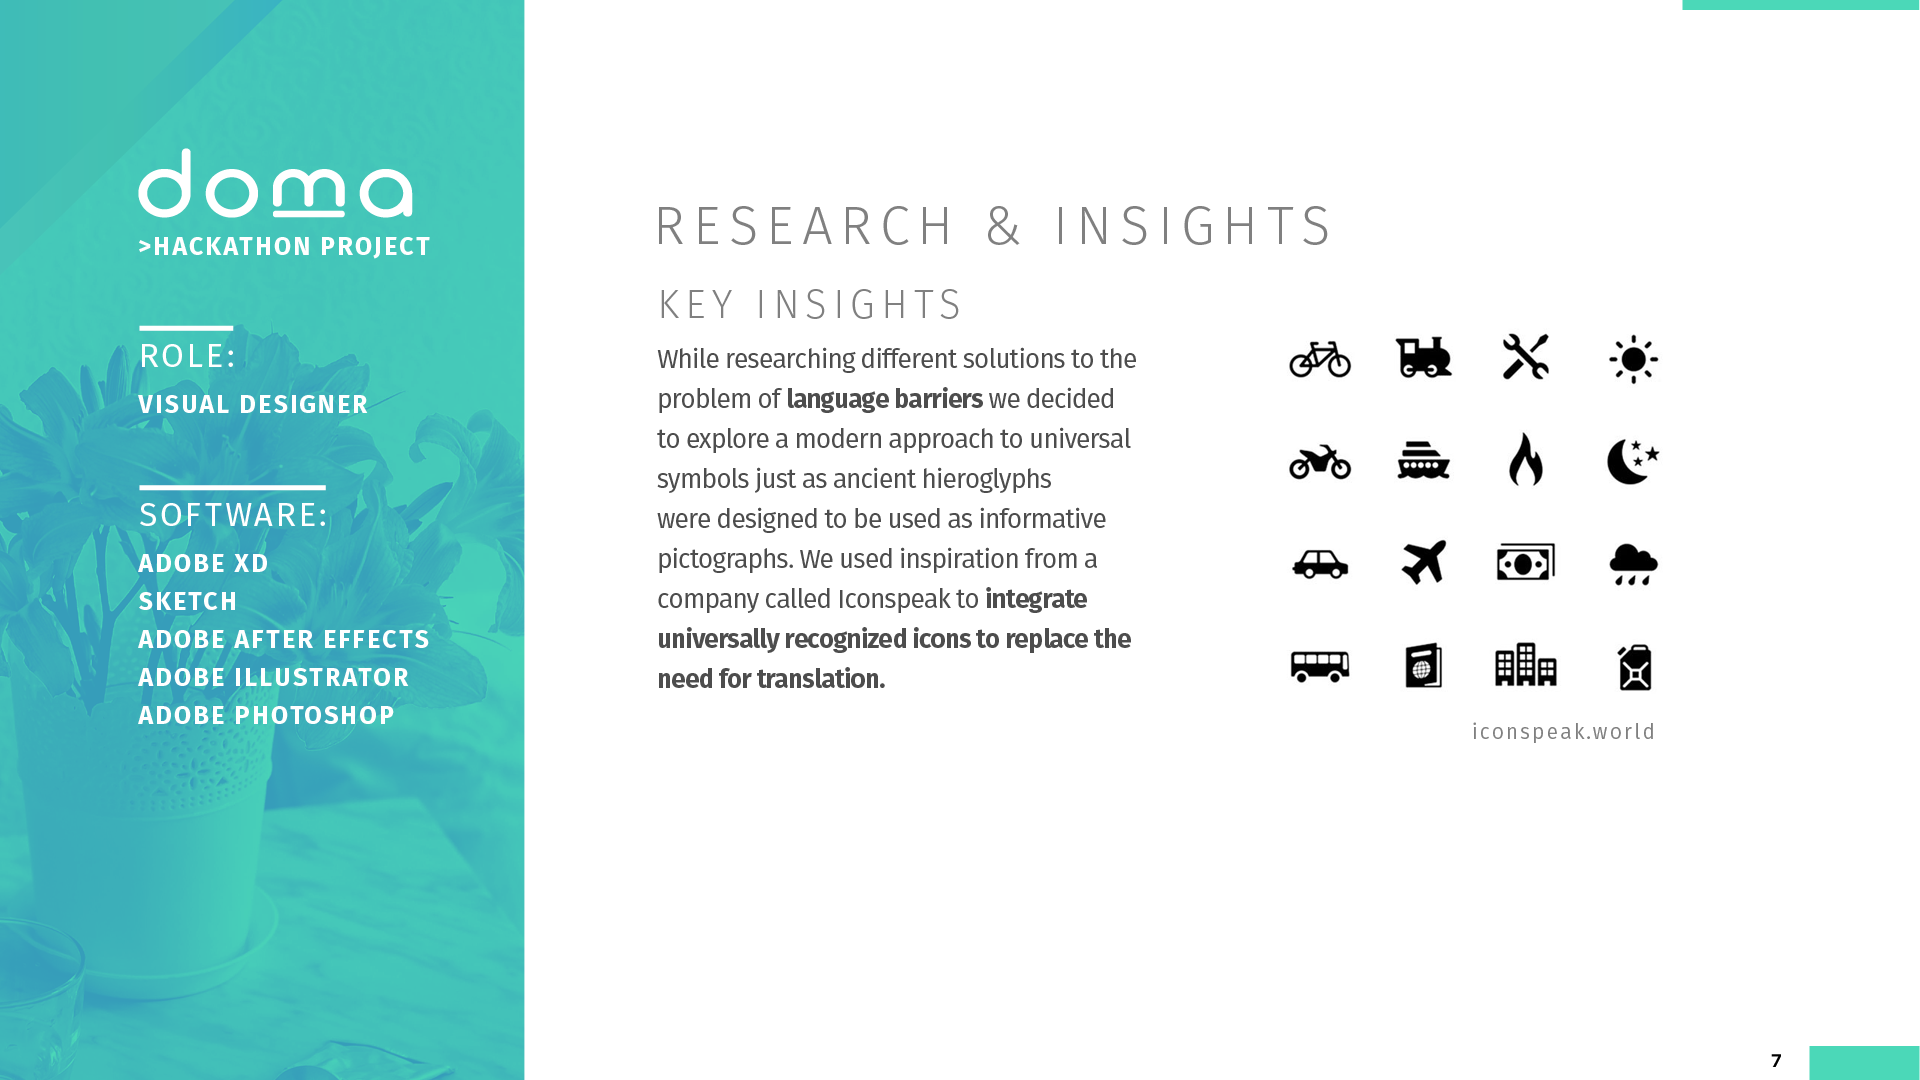 doma
>HACKATHON PROJECT
ROLE:
VISUAL DESIGNER
SOFTWARE:
ADOBE XD
SKETCH
ADOBE AFTER EFFECTS
ADOBE ILLUSTRATOR
ADOBE PHOTOSHOP
RESEARCH & INSIGHTS
KEY INSIGHTS
While researching different solutions to the
problem of language barriers we decided
to explore a modern approach to universal
symbols just as ancient hieroglyphs
were designed to be used as informative
pictographs. We used inspiration from a
company called Iconspeak to integrate
universally recognized icons to replace the
need for translation.
iconspeak.world
7